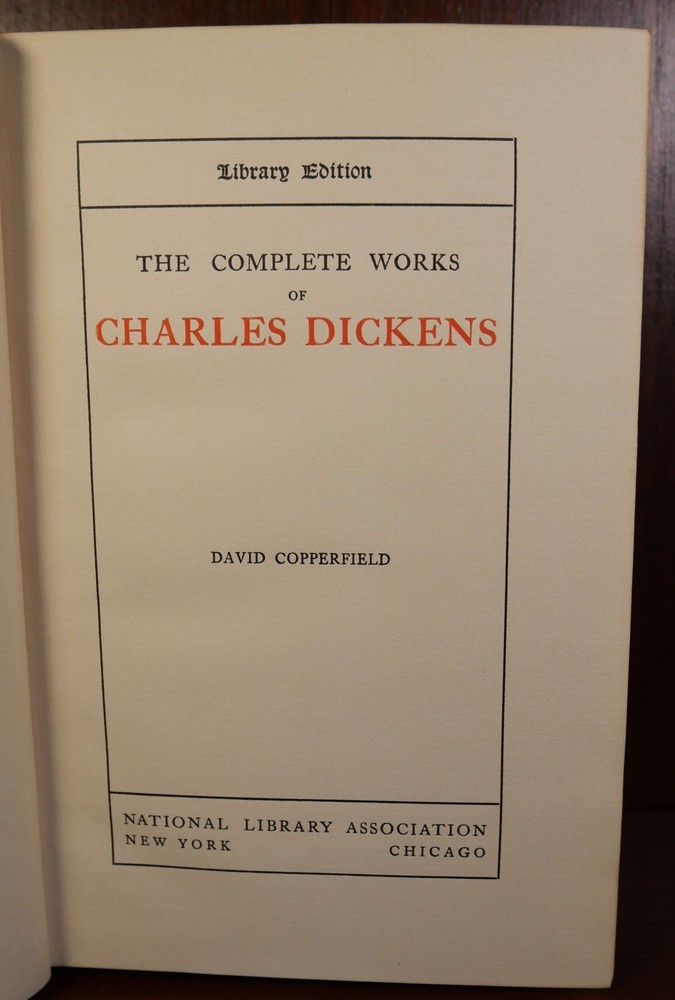 Library Edition
THE COMPLETE WORKS
OF
CHARLES DICKENS
DAVID COPPERFIELD
NATIONAL LIBRARY ASSOCIATION
NEW YORK CHICAGO